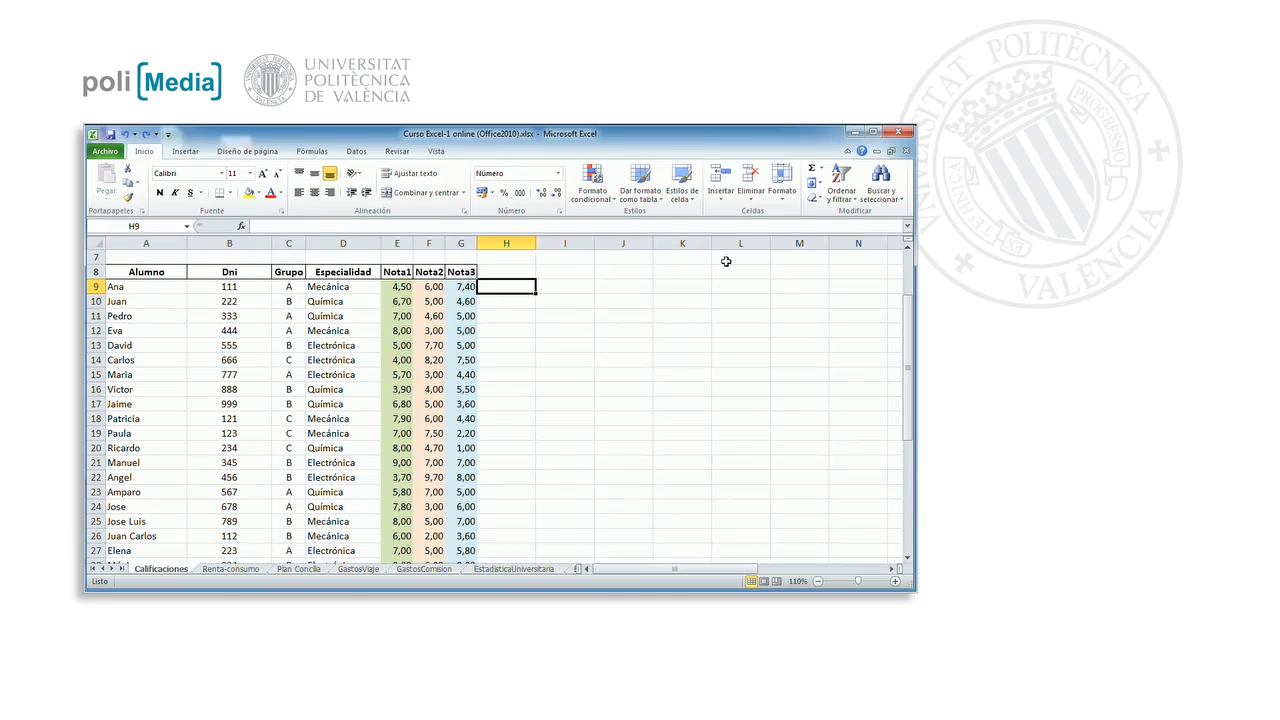 poli [Media]
UNIVERSITAT
POLITÈCNICA
DE VALÈNCIA
UNIVERSITAT POLITÈCNICA
DE VALÈNCIA
PROGRESSIO
Curso Excel-1 online (Office2010).xlsx - Microsoft Excel
Archivo Inicio Insertar Diseño de página Fórmulas Datos Revisar Vista
Pegar
Calibri 11
N K S
Ajustar texto
Combinar y centrar
Número
% 000
Formato condicional
Dar formato como tabla
Estilos de celda
Insertar Eliminar Formato
Ordenar y filtrar
Buscar y seleccionar
Portapapeles Fuente Alineación Número Estilos Celdas Modificar
H9 fx
A B C D E F G H I J K L M N
7
8 Alumno Dni Grupo Especialidad Nota1 Nota2 Nota3
9 Ana 111 A Mecánica 4,50 6,00 7,40
10 Juan 222 B Química 6,70 5,00 4,60
11 Pedro 333 A Química 7,00 4,60 5,00
12 Eva 444 A Mecánica 8,00 3,00 5,00
13 David 555 B Electrónica 5,00 7,70 5,00
14 Carlos 666 C Electrónica 4,00 8,20 7,50
15 Maria 777 A Electrónica 5,70 3,00 4,40
16 Victor 888 B Química 3,90 4,00 5,50
17 Jaime 999 B Química 6,80 5,00 3,60
18 Patricia 121 C Mecánica 7,90 6,00 4,40
19 Paula 123 C Mecánica 7,00 7,50 2,20
20 Ricardo 234 C Química 8,00 4,70 1,00
21 Manuel 345 B Electrónica 9,00 7,00 7,00
22 Angel 456 B Electrónica 3,70 9,70 8,00
23 Amparo 567 A Química 5,80 7,00 5,00
24 Jose 678 A Química 7,80 3,00 6,00
25 Jose Luis 789 B Mecánica 8,00 5,00 7,00
26 Juan Carlos 112 B Mecánica 6,00 2,00 3,60
27 Elena 223 A Electrónica 7,00 5,00 5,80
Calificaciones Renta-consumo Plan Concilia GastosViaje GastosComision EstadisticaUniversitaria
Listo 110%